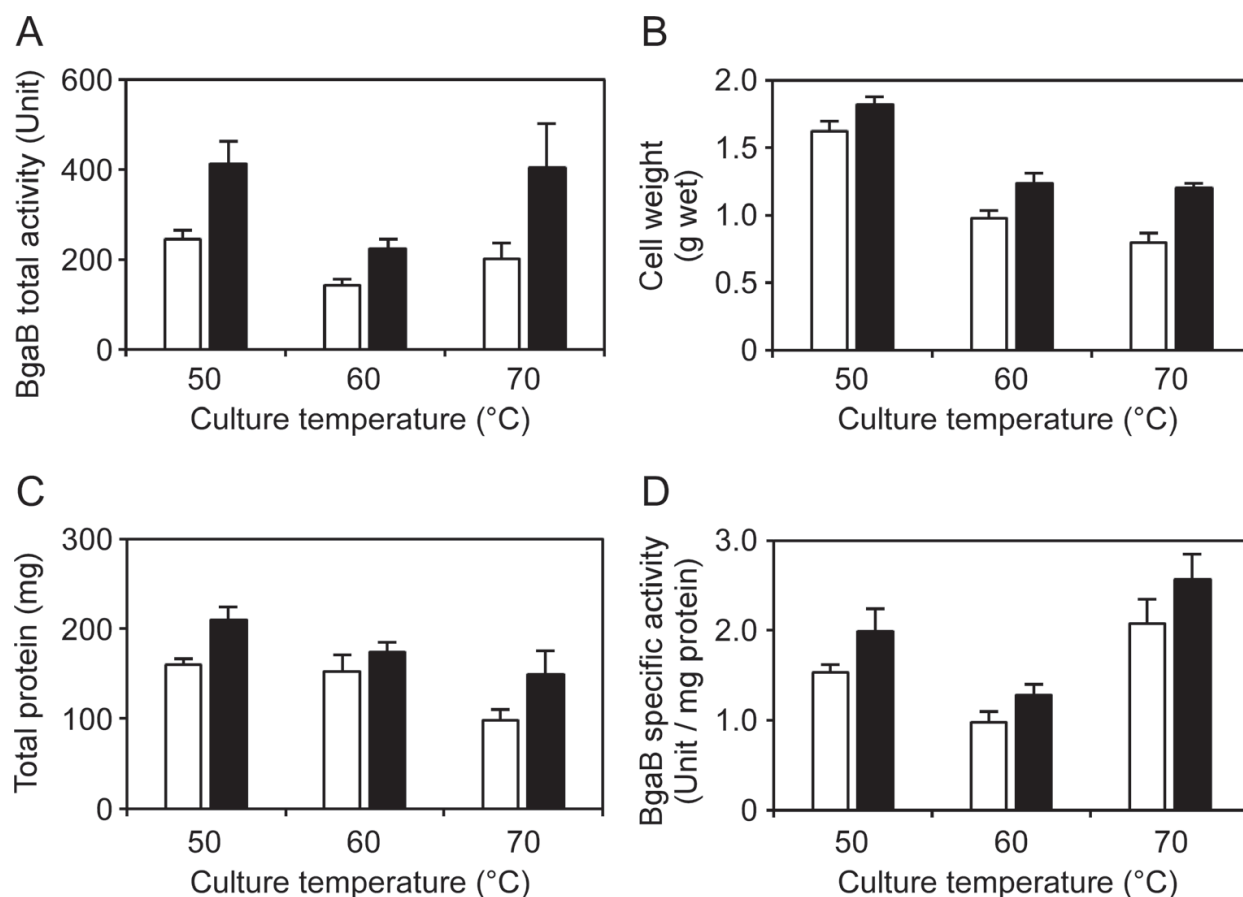 A
BgaB total activity (Unit)
600
400
200
0
50 60 70
Culture temperature (°C)
B
Cell weight
(g wet)
2.0
1.5
1.0
0.5
0
50 60 70
Culture temperature (°C)
C
Total protein (mg)
300
200
100
0
50 60 70
Culture temperature (°C)
D
BgaB specific activity
(Unit / mg protein)
3.0
2.0
1.0
0
50 60 70
Culture temperature (°C)